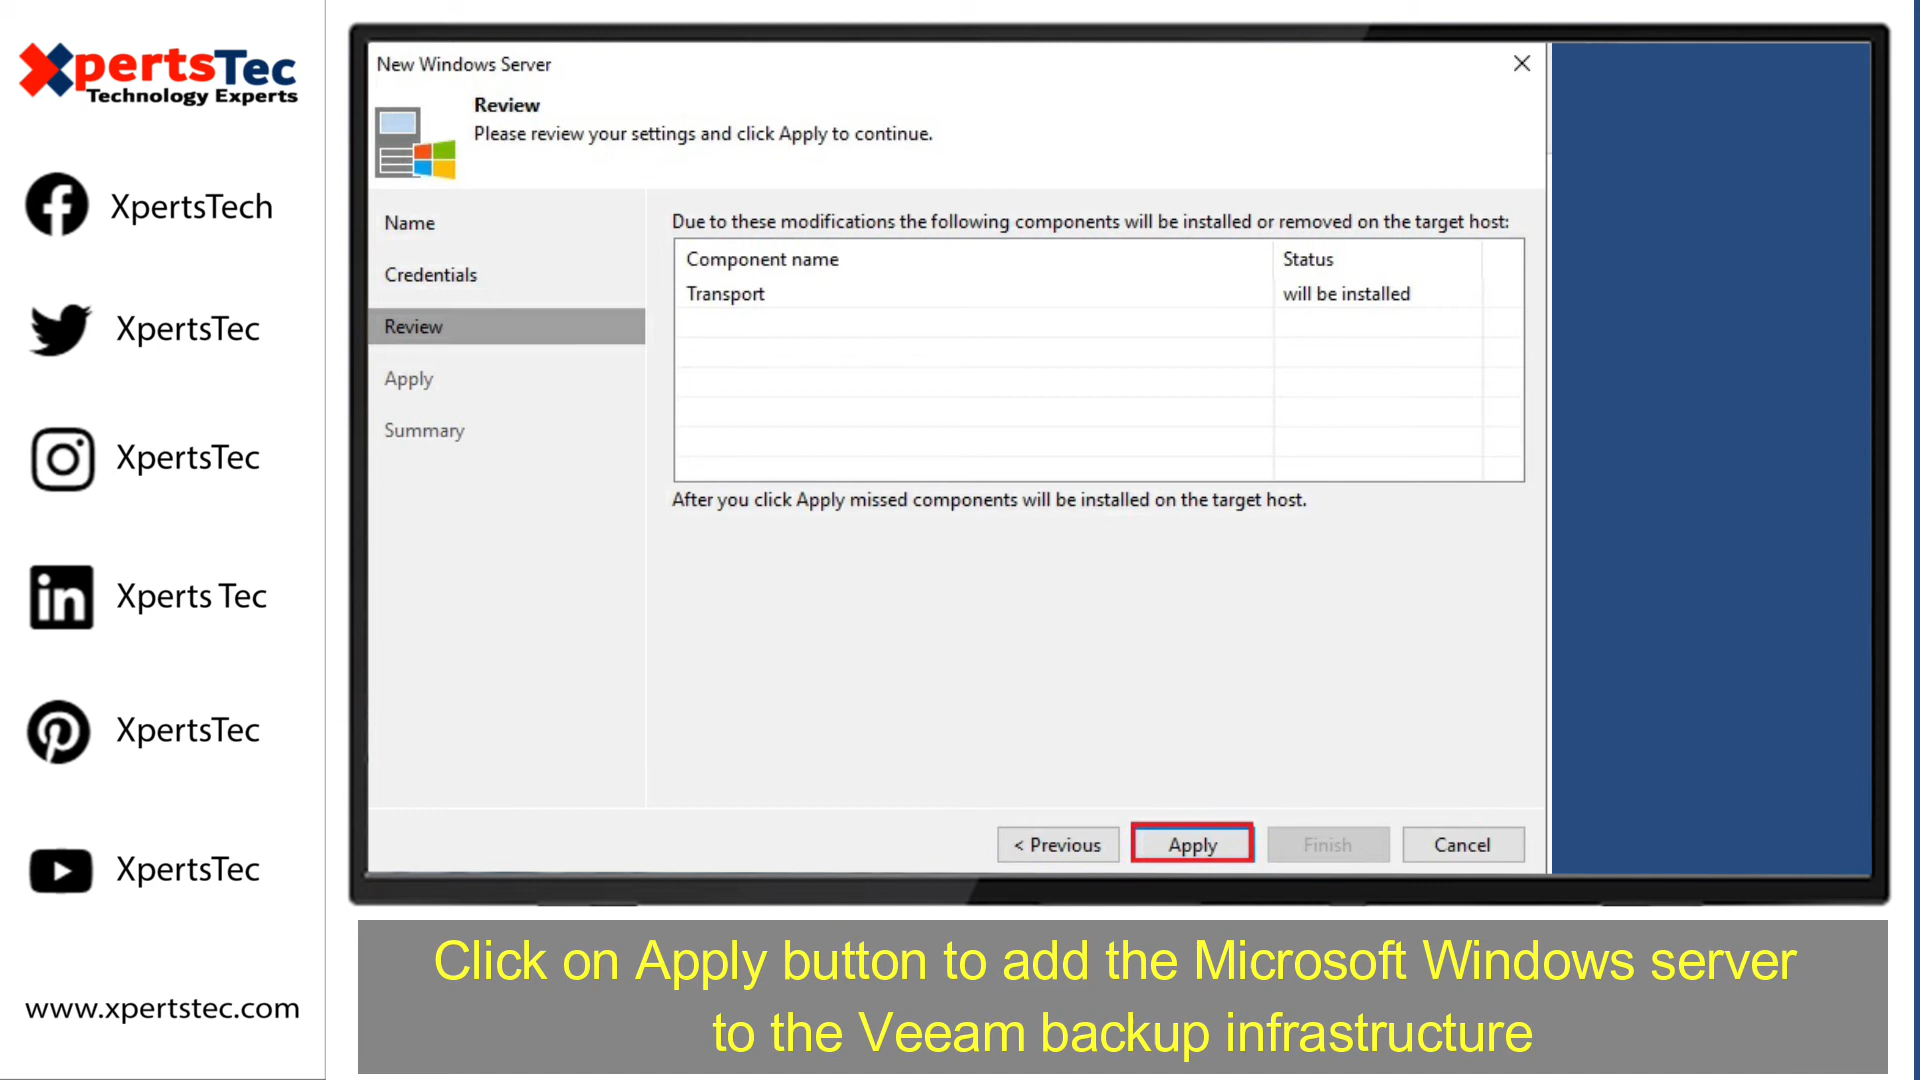 XpertsTec
Technology Experts
XpertsTech
XpertsTec
XpertsTec
in
Xperts Tec
XpertsTec
XpertsTec
www.xpertstec.com
New Windows Server
Review
Please review your settings and click Apply to continue.
Name
Credentials
Review
Apply
Summary
Due to these modifications the following components will be installed or removed on the target host:
Component name Status
Transport will be installed
After you click Apply missed components will be installed on the target host.
< Previous Apply Finish Cancel
Click on Apply button to add the Microsoft Windows server
to the Veeam backup infrastructure